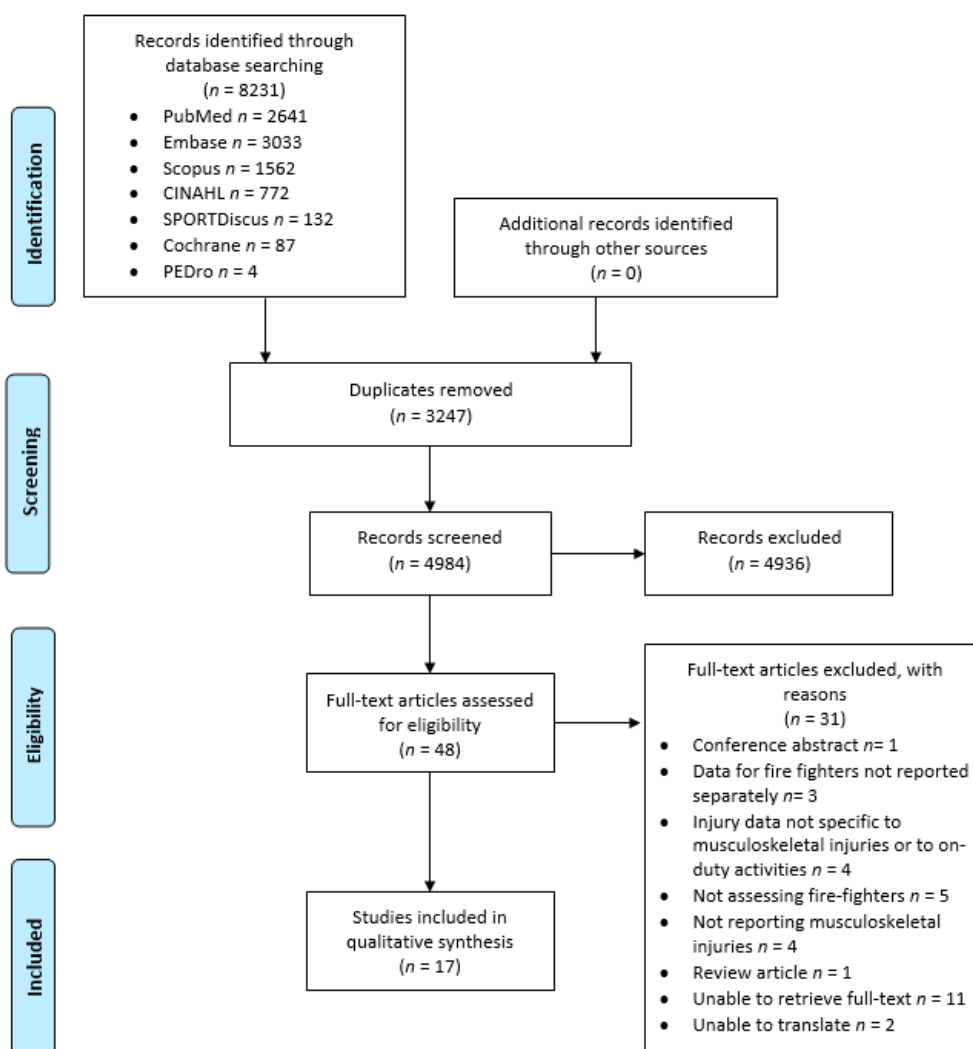 Records identified through
database searching
(n = 8231)
• PubMed n = 2641
• Embase n = 3033
• Scopus n = 1562
• CINAHL n = 772
• SPORTDiscus n = 132
• Cochrane n = 87
• PEDro n = 4
Identification
Additional records identified
through other sources
(n = 0)
Screening
Duplicates removed
(n = 3247)
Records screened
(n = 4984)
Records excluded
(n = 4936)
Eligibility
Full-text articles assessed
for eligibility
(n = 48)
Full-text articles excluded, with
reasons
(n = 31)
• Conference abstract n= 1
• Data for fire fighters not reported
separately n= 3
• Injury data not specific to
musculoskeletal injuries or to on-
duty activities n = 4
• Not assessing fire-fighters n = 5
• Not reporting musculoskeletal
injuries n = 4
• Review article n = 1
• Unable to retrieve full-text n = 11
• Unable to translate n = 2
Included
Studies included in
qualitative synthesis
(n = 17)